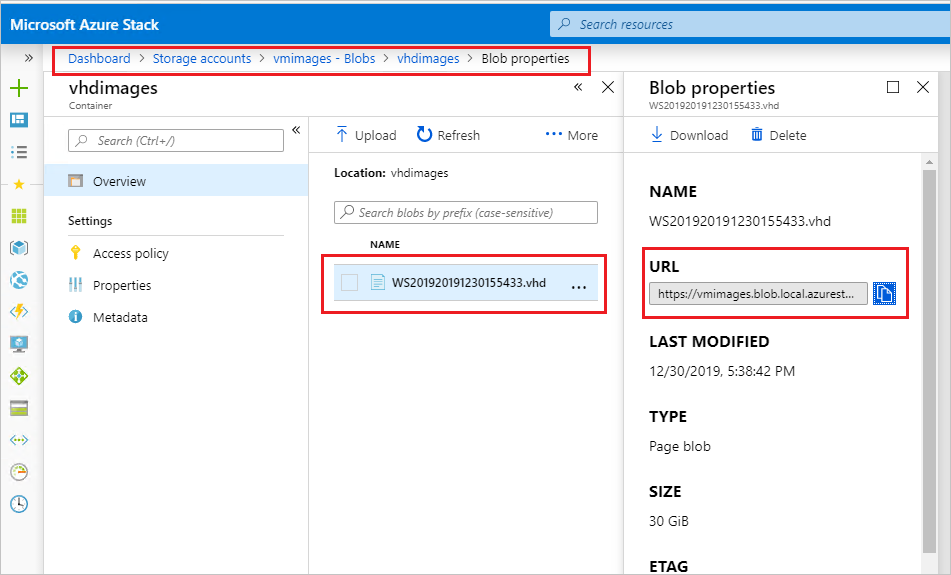 Microsoft Azure Stack
Search resources
Dashboard > Storage accounts > vmimages - Blobs > vhdimages > Blob properties
vhdimages
Container
Search (Ctrl+/)
Overview
Settings
Access policy
Properties
Metadata
Upload Refresh ••• More
Location: vhdimages
Search blobs by prefix (case-sensitive)
NAME
WS201920191230155433.vhd ...
Blob properties
WS201920191230155433.vhd
Download Delete
NAME
WS201920191230155433.vhd
URL
https://vmimages.blob.local.azurest...
LAST MODIFIED
12/30/2019, 5:38:42 PM
TYPE
Page blob
SIZE
30 GiB
ETAG